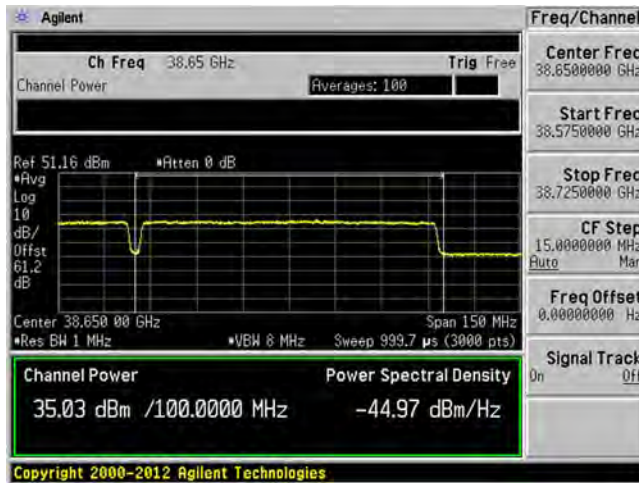 Agilent
Freq/Channel
Ch Freq 38.65 GHz Trig Free
Channel Power Averages: 100
Center Freq
38.6500000 GHz
Start Freq
38.5750000 GHz
Stop Freq
38.7250000 GHz
CF Step
15.0000000 MHz
Auto Man
Freq Offset
0.00000000 Hz
Signal Track
On Off
Ref 51.16 dBm *Atten 0 dB
*Avg
Log
10
dB/
Offst
61.2
dB
Center 38.650 00 GHz Span 150 MHz
*Res BW 1 MHz *VBW 8 MHz Sweep 999.7 µs (3000 pts)
Channel Power Power Spectral Density
35.03 dBm /100.0000 MHz -44.97 dBm/Hz
Copyright 2000-2012 Agilent Technologies